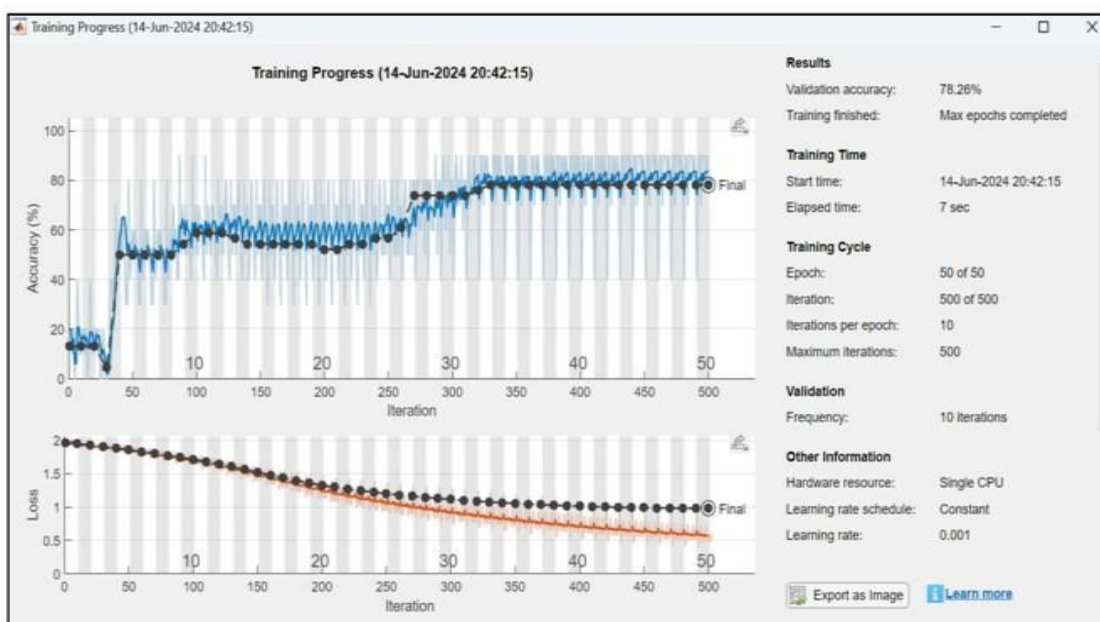 Training Progress (14-Jun-2024 20:42:15)
Training Progress (14-Jun-2024 20:42:15)
100
80
60
40
20
0
Accuracy (%)
10
20
30
40
50
Final
0
50
100
150
200
250
300
350
400
450
500
Iteration
2
1.5
1
0.5
0
Loss
10
20
30
40
50
Final
0
50
100
150
200
250
300
350
400
450
500
Iteration
Results
Validation accuracy: 78.26%
Training finished: Max epochs completed
Training Time
Start time: 14-Jun-2024 20:42:15
Elapsed time: 7 sec
Training Cycle
Epoch: 50 of 50
Iteration: 500 of 500
Iterations per epoch: 10
Maximum iterations: 500
Validation
Frequency: 10 iterations
Other Information
Hardware resource: Single CPU
Learning rate schedule: Constant
Learning rate: 0.001
Export as Image
Learn more